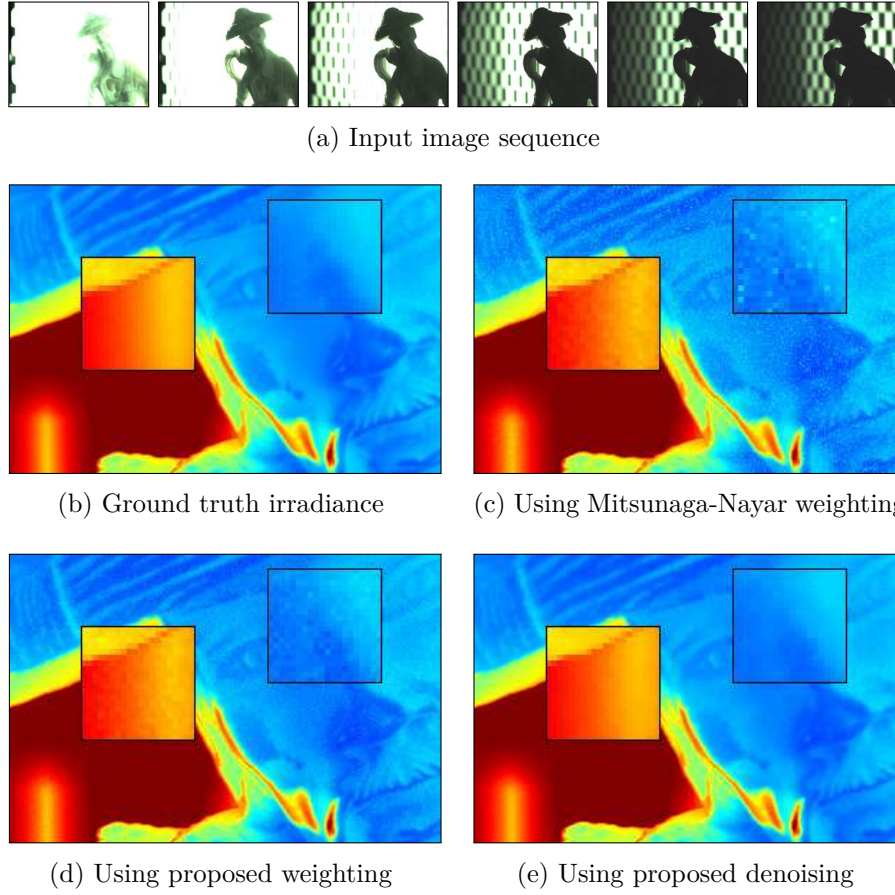 (a) Input image sequence
(b) Ground truth irradiance
(c) Using Mitsunaga-Nayar weighting
(d) Using proposed weighting
(e) Using proposed denoising